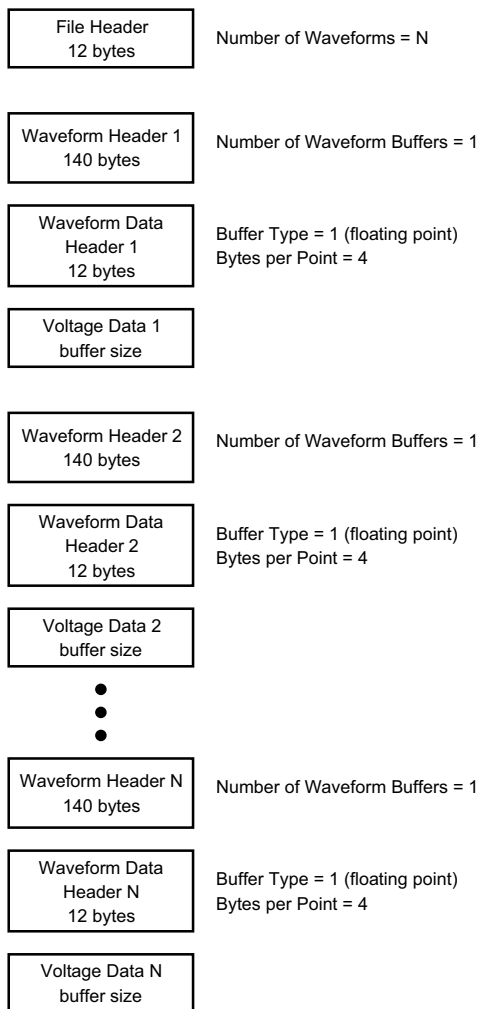 File Header
12 bytes
Number of Waveforms = N
Waveform Header 1
140 bytes
Number of Waveform Buffers = 1
Waveform Data
Header 1
12 bytes
Buffer Type = 1 (floating point)
Bytes per Point = 4
Voltage Data 1
buffer size
Waveform Header 2
140 bytes
Number of Waveform Buffers = 1
Waveform Data
Header 2
12 bytes
Buffer Type = 1 (floating point)
Bytes per Point = 4
Voltage Data 2
buffer size
Waveform Header N
140 bytes
Number of Waveform Buffers = 1
Waveform Data
Header N
12 bytes
Buffer Type = 1 (floating point)
Bytes per Point = 4
Voltage Data N
buffer size